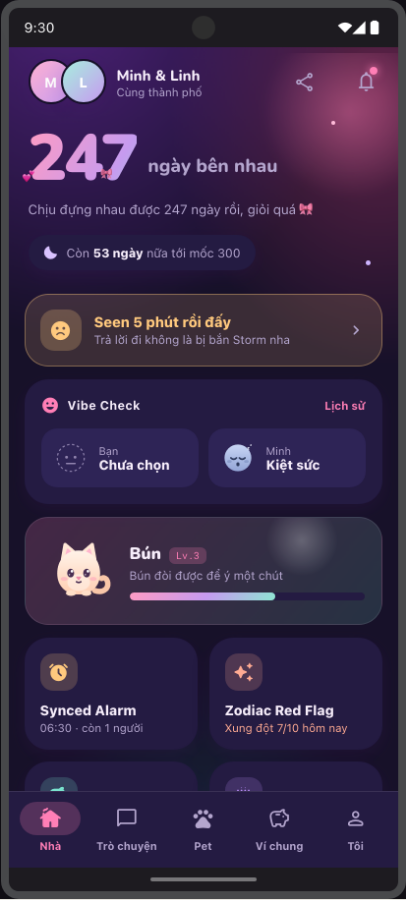 9:30
M L
Minh & Linh
Cùng thành phố
247 ngày bên nhau
Chịu đựng nhau được 247 ngày rồi, giỏi quá 🎀
Còn 53 ngày nữa tới mốc 300
Seen 5 phút rồi đấy
Trả lời đi không là bị bắn Storm nha
Vibe Check
Lịch sử
Bạn
Chưa chọn
Minh
Kiệt sức
Bún Lv.3
Bún đòi được để ý một chút
Synced Alarm
06:30 · còn 1 người
Zodiac Red Flag
Xung đột 7/10 hôm nay
Nhà
Trò chuyện
Pet
Ví chung
Tôi